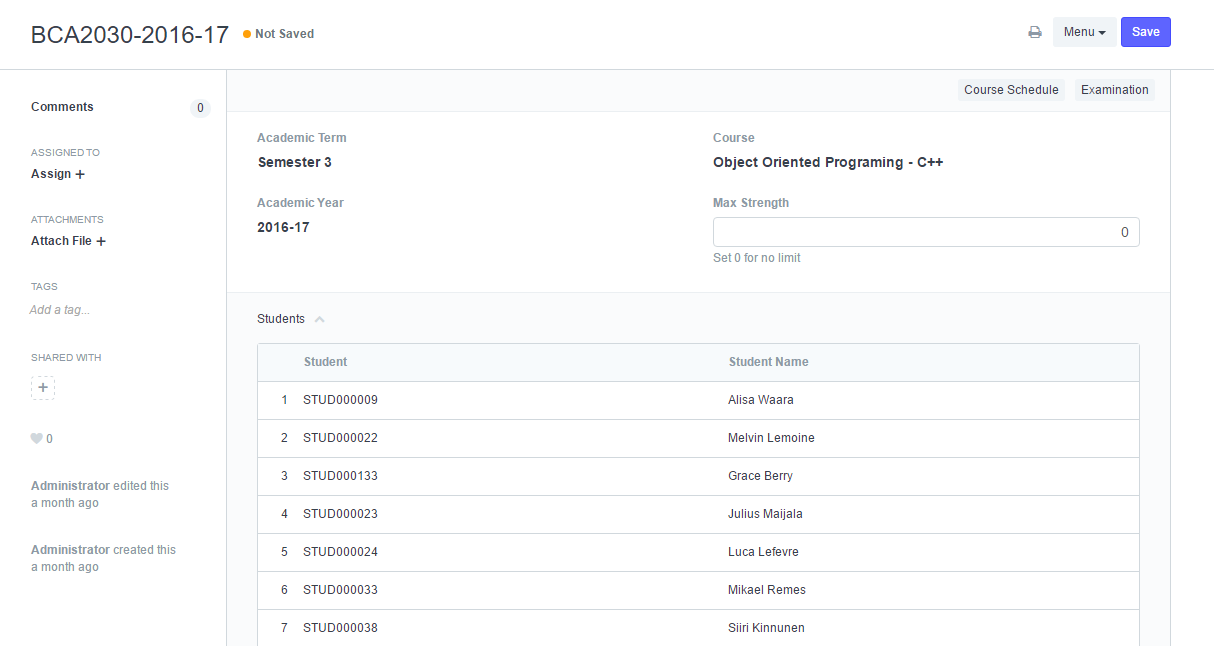 BCA2030-2016-17 Not Saved Menu Save
Comments 0
ASSIGNED TO
Assign +
ATTACHMENTS
Attach File +
TAGS
Add a tag...
SHARED WITH
+
0
Administrator edited this
a month ago
Administrator created this
a month ago
Course Schedule Examination
Academic Term
Semester 3
Academic Year
2016-17
Course
Object Oriented Programing - C++
Max Strength
0
Set 0 for no limit
Students
Student Student Name
1 STUD000009 Alisa Waara
2 STUD000022 Melvin Lemoine
3 STUD000133 Grace Berry
4 STUD000023 Julius Maijala
5 STUD000024 Luca Lefevre
6 STUD000033 Mikael Remes
7 STUD000038 Siiri Kinnunen